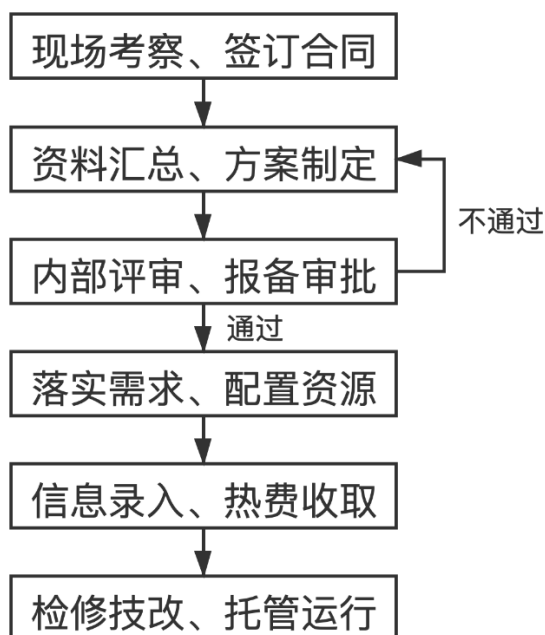 现场考察、签订合同
资料汇总、方案制定
不通过
内部评审、报备审批
通过
落实需求、配置资源
信息录入、热费收取
检修技改、托管运行